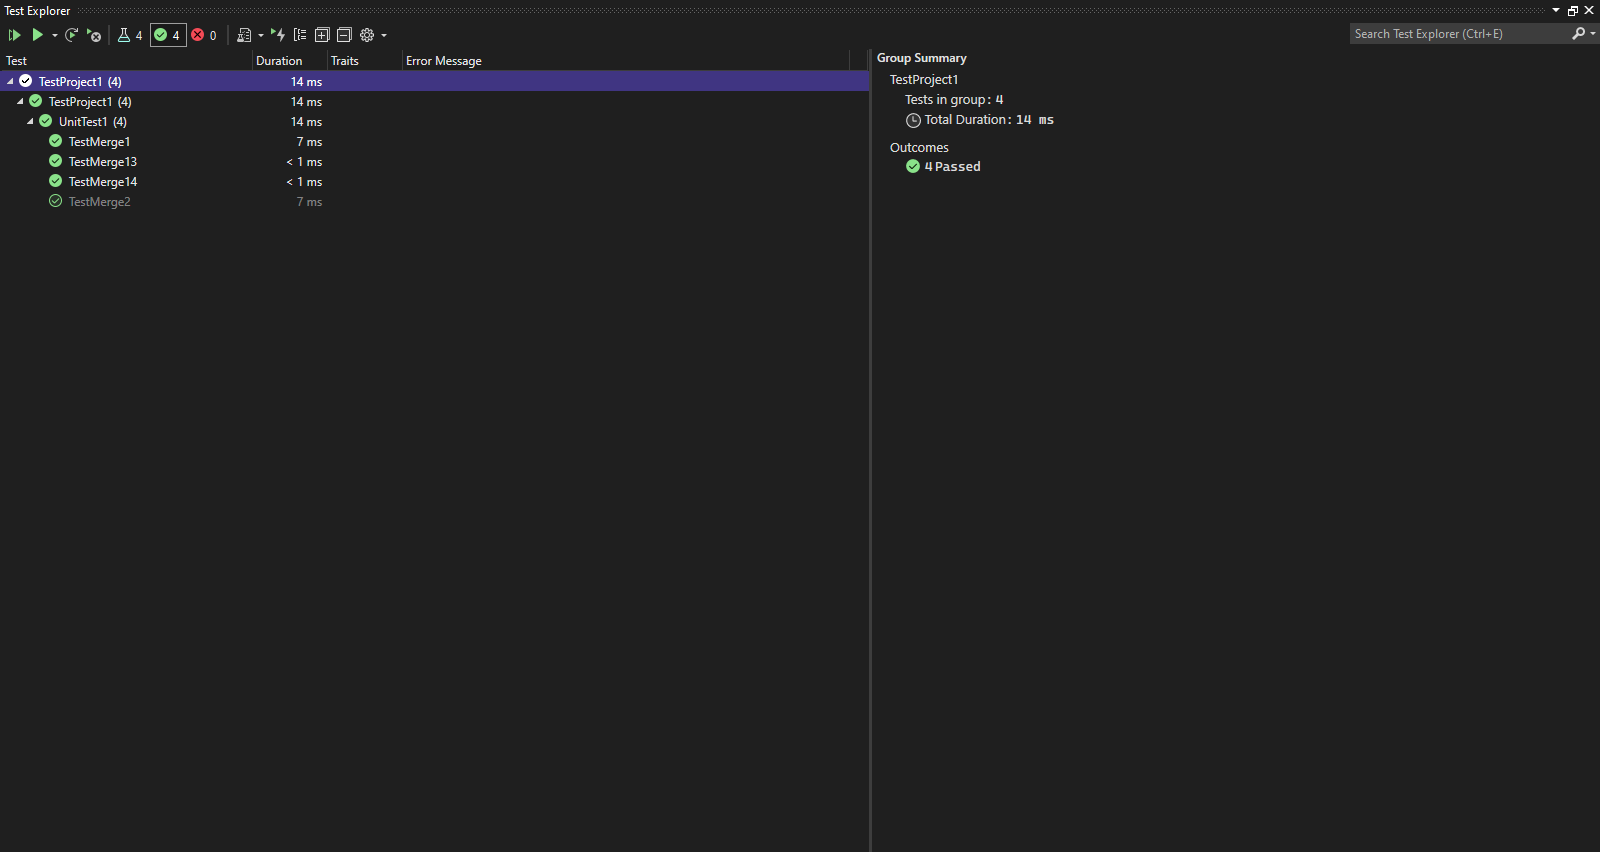 Test Explorer
4 4 0
Search Test Explorer (Ctrl+E)
Test Duration Traits Error Message
TestProject1 (4) 14 ms
TestProject1 (4) 14 ms
UnitTest1 (4) 14 ms
TestMerge1 7 ms
TestMerge13 < 1 ms
TestMerge14 < 1 ms
TestMerge2 7 ms
Group Summary
TestProject1
Tests in group: 4
Total Duration: 14 ms
Outcomes
4 Passed